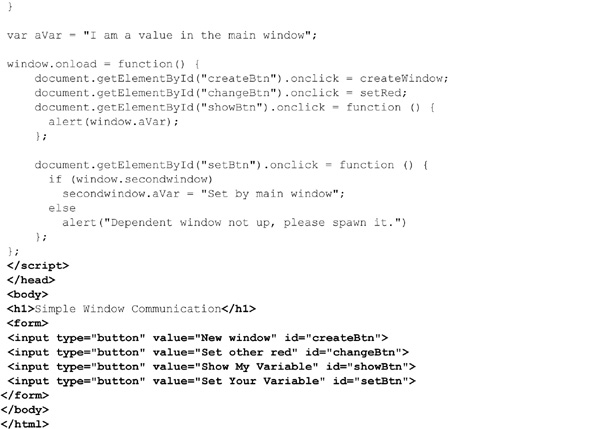 }

var aVar = "I am a value in the main window";

window.onload = function() {
    document.getElementById("createBtn").onclick = createWindow;
    document.getElementById("changeBtn").onclick = setRed;
    document.getElementById("showBtn").onclick = function () {
      alert(window.aVar);
    };

    document.getElementById("setBtn").onclick = function () {
      if (window.secondwindow)
        secondwindow.aVar = "Set by main window";
      else
        alert("Dependent window not up, please spawn it.")
    };
};
</script>
</head>
<body>
<h1>Simple Window Communication</h1>
<form>
<input type="button" value="New window" id="createBtn">
<input type="button" value="Set other red" id="changeBtn">
<input type="button" value="Show My Variable" id="showBtn">
<input type="button" value="Set Your Variable" id="setBtn">
</form>
</body>
</html>